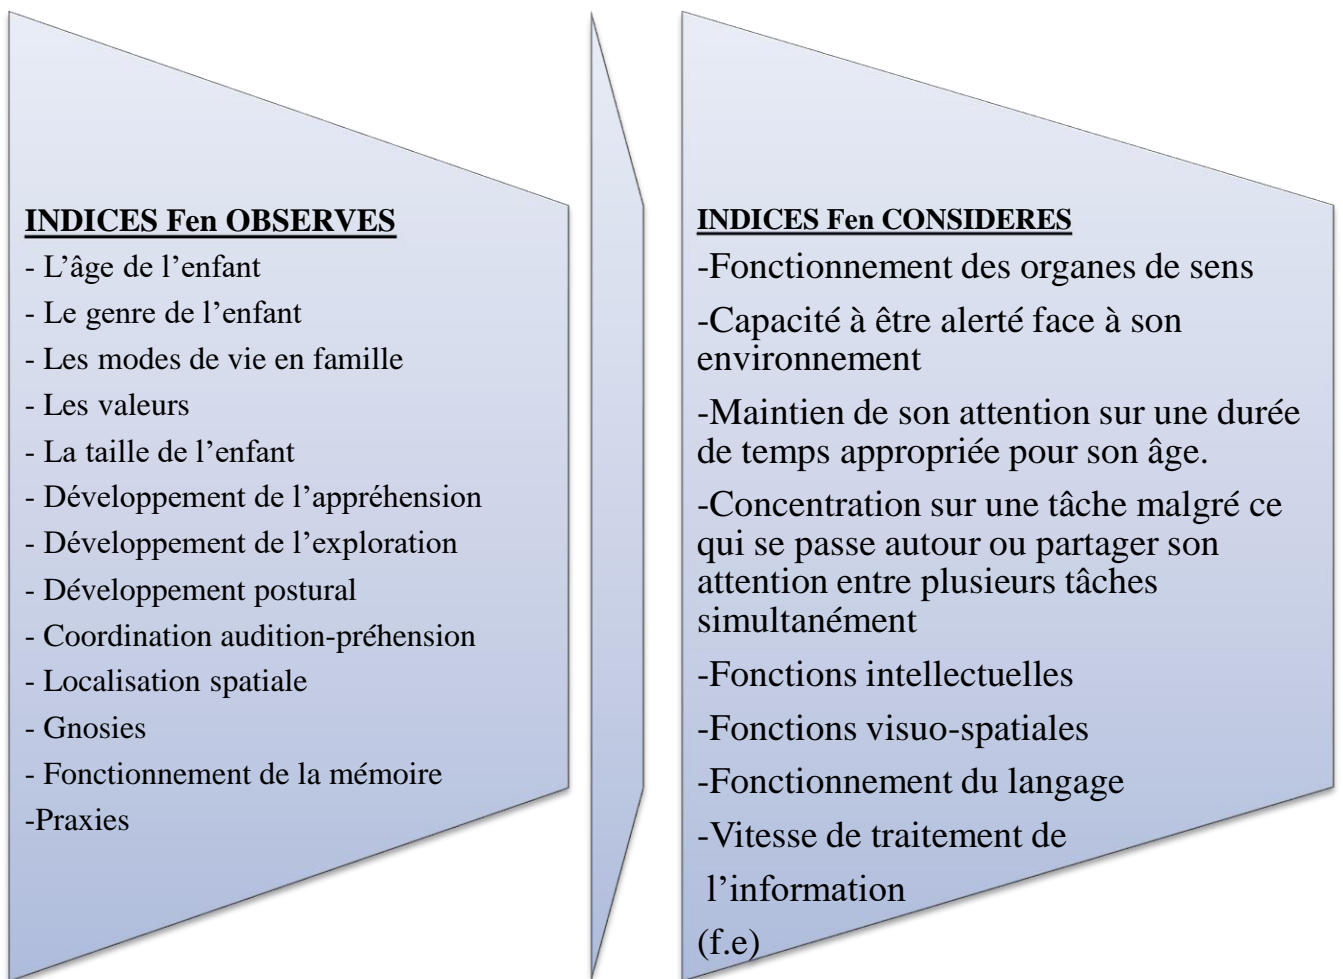 INDICES Fen OBSERVES
- L’âge de l’enfant
- Le genre de l’enfant
- Les modes de vie en famille
- Les valeurs
- La taille de l’enfant
- Développement de l’appréhension
- Développement de l’exploration
- Développement postural
- Coordination audition-préhension
- Localisation spatiale
- Gnosies
- Fonctionnement de la mémoire
-Praxies
INDICES Fen CONSIDERES
-Fonctionnement des organes de sens
-Capacité à être alerté face à son
environnement
-Maintien de son attention sur une durée
de temps appropriée pour son âge.
-Concentration sur une tâche malgré ce
qui se passe autour ou partager son
attention entre plusieurs tâches
simultanément
-Fonctions intellectuelles
-Fonctions visuo-spatiales
-Fonctionnement du langage
-Vitesse de traitement de
l’information
(f.e)